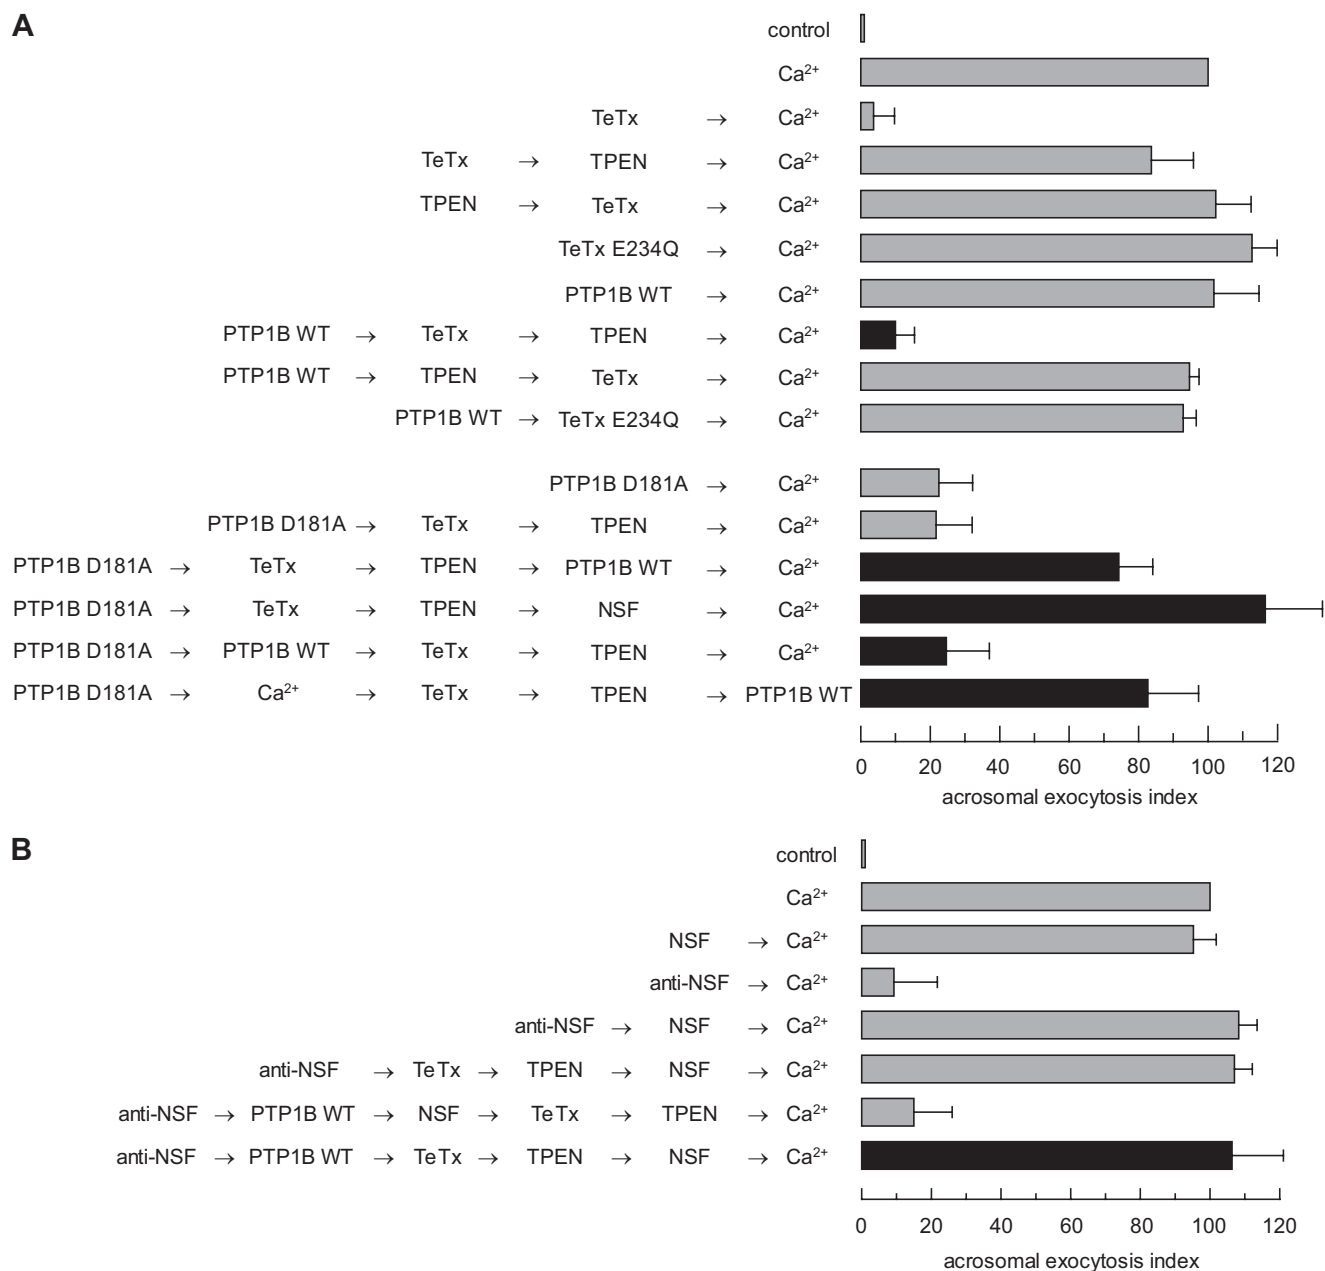 A
control
Ca²⁺
TeTx → Ca²⁺
TeTx → TPEN → Ca²⁺
TPEN → TeTx → Ca²⁺
TeTx E234Q → Ca²⁺
PTP1B WT → Ca²⁺
PTP1B WT → TeTx → TPEN → Ca²⁺
PTP1B WT → TPEN → TeTx → Ca²⁺
PTP1B WT → TeTx E234Q → Ca²⁺
PTP1B D181A → Ca²⁺
PTP1B D181A → TeTx → TPEN → Ca²⁺
PTP1B D181A → TeTx → TPEN → PTP1B WT → Ca²⁺
PTP1B D181A → TeTx → TPEN → NSF → Ca²⁺
PTP1B D181A → PTP1B WT → TeTx → TPEN → Ca²⁺
PTP1B D181A → Ca²⁺ → TeTx → TPEN → PTP1B WT
0 20 40 60 80 100 120
acrosomal exocytosis index
B
control
Ca²⁺
NSF → Ca²⁺
anti-NSF → Ca²⁺
anti-NSF → NSF → Ca²⁺
anti-NSF → TeTx → TPEN → NSF → Ca²⁺
anti-NSF → PTP1B WT → NSF → TeTx → TPEN → Ca²⁺
anti-NSF → PTP1B WT → TeTx → TPEN → NSF → Ca²⁺
0 20 40 60 80 100 120
acrosomal exocytosis index